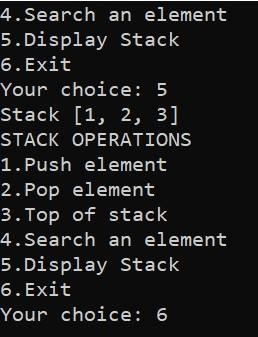 4.Search an element
5.Display Stack
6.Exit
Your choice: 5
Stack [1, 2, 3]
STACK OPERATIONS
1.Push element
2.Pop element
3.Top of stack
4.Search an element
5.Display Stack
6.Exit
Your choice: 6